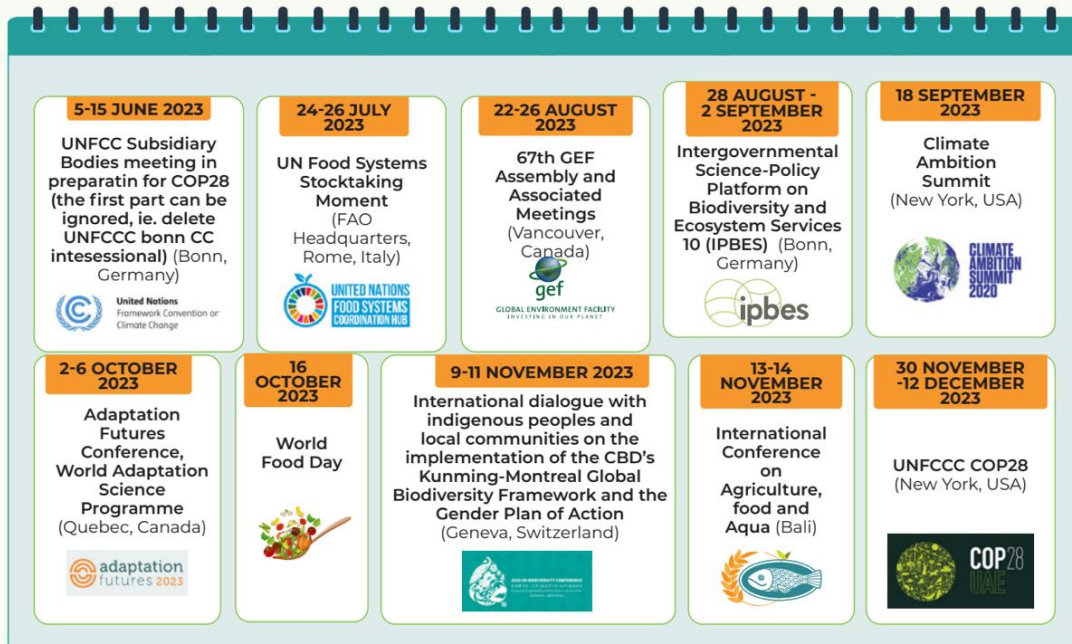 5-15 JUNE 2023
UNFCC Subsidiary
Bodies meeting in
preparatin for COP28
(the first part can be
ignored, ie. delete
UNFCCC bonn CC
intesessional) (Bonn,
Germany)
United Nations
Framework Convention or
Climate Change
24-26 JULY
2023
UN Food Systems
Stocktaking
Moment
(FAO
Headquarters,
Rome, Italy)
UNITED NATIONS
FOOD SYSTEMS
COORDINATION HUB
22-26 AUGUST
2023
67th GEF
Assembly and
Associated
Meetings
(Vancouver,
Canada)
gef
GLOBAL ENVIRONMENT FACILITY
INVESTING IN OUR PLANET
28 AUGUST -
2 SEPTEMBER
2023
Intergovernmental
Science-Policy
Platform on
Biodiversity and
Ecosystem Services
10 (IPBES) (Bonn,
Germany)
ipbes
18 SEPTEMBER
2023
Climate
Ambition
Summit
(New York, USA)
CLIMATE
AMBITION
SUMMIT
2020
2-6 OCTOBER
2023
Adaptation
Futures
Conference,
World Adaptation
Science
Programme
(Quebec, Canada)
adaptation
futures 2023
16
OCTOBER
2023
World
Food Day
9-11 NOVEMBER 2023
International dialogue with
indigenous peoples and
local communities on the
implementation of the CBD's
Kunming-Montreal Global
Biodiversity Framework and the
Gender Plan of Action
(Geneva, Switzerland)
13-14
NOVEMBER
2023
International
Conference
on
Agriculture,
food and
Aqua (Bali)
30 NOVEMBER
-12 DECEMBER
2023
UNFCCC COP28
(New York, USA)
COP28
UAE